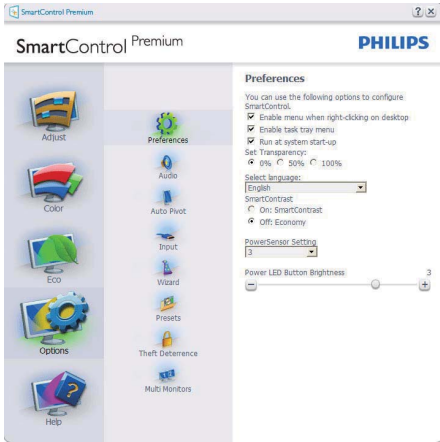 SmartControl Premium
? ×
SmartControl Premium
PHILIPS
Adjust
Color
Eco
Options
Help
Preferences
Audio
Auto Pivot
Input
Wizard
Presets
Theft Deterrence
Multi Monitors
Preferences
You can use the following options to configure
SmartControl.
Enable menu when right-clicking on desktop
Enable task tray menu
Run at system start-up
Set Transparency:
0% 50% 100%
Select language:
English
SmartContrast
On: SmartContrast
Off: Economy
PowerSensor Setting
3
Power LED Button Brightness 3